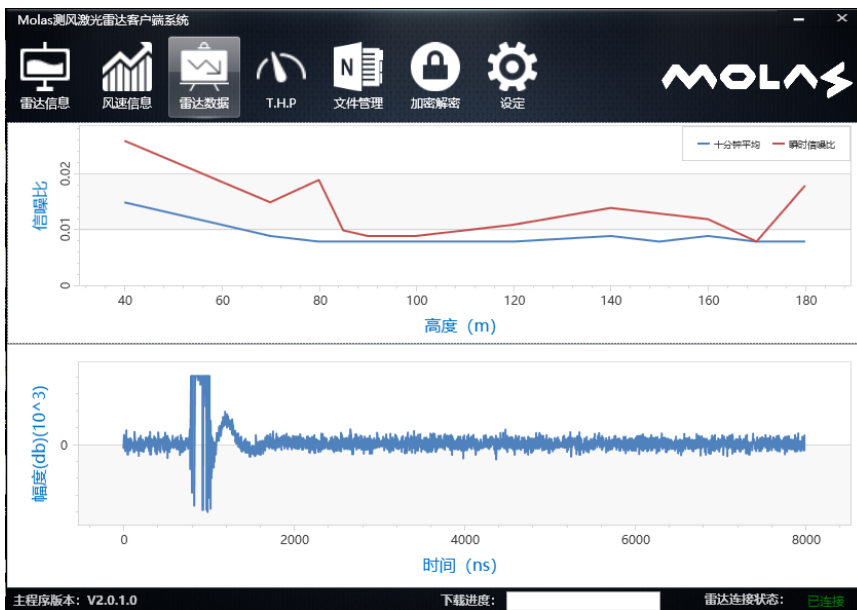 Molas测风激光雷达客户端系统
雷达信息 风速信息 雷达数据 T.H.P 文件管理 加密解密 设定
N
MOLAS
十分钟平均 瞬时信噪比
信噪比
0.02
0.01
0
40 60 80 100 120 140 160 180
高度（m）
幅度(db)(10^3)
0
0 2000 4000 6000 8000
时间（ns）
主程序版本：V2.0.1.0 下载进度： 雷达连接状态： 已连接